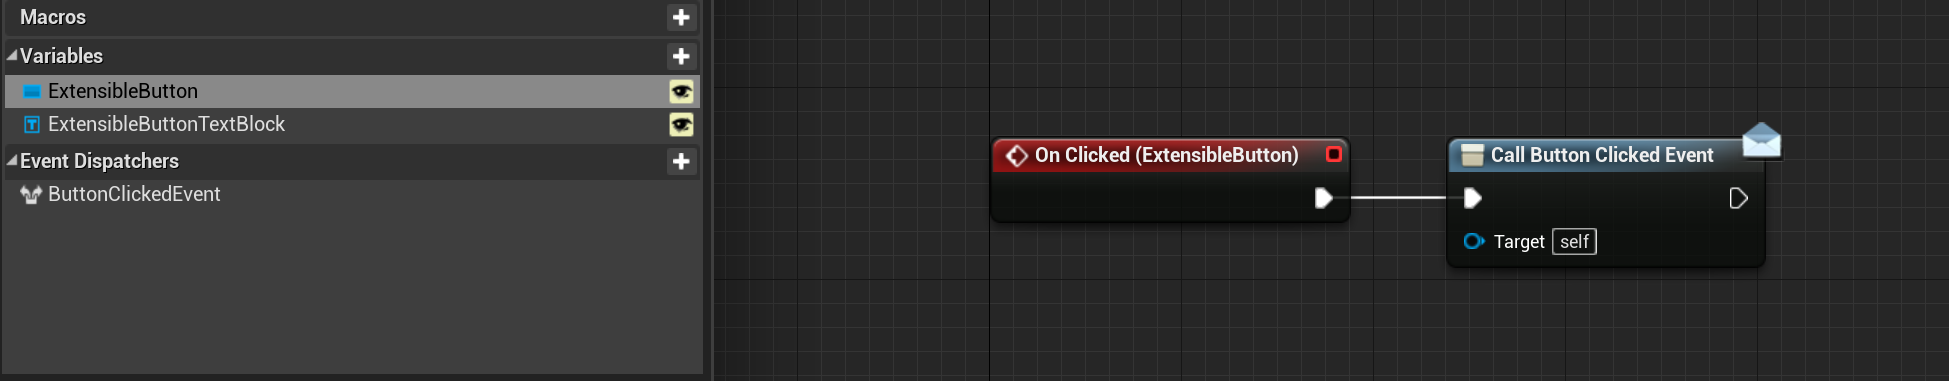 Macros
Variables
ExtensibleButton
ExtensibleButtonTextBlock
Event Dispatchers
ButtonClickedEvent
On Clicked (ExtensibleButton)
Call Button Clicked Event
Target self